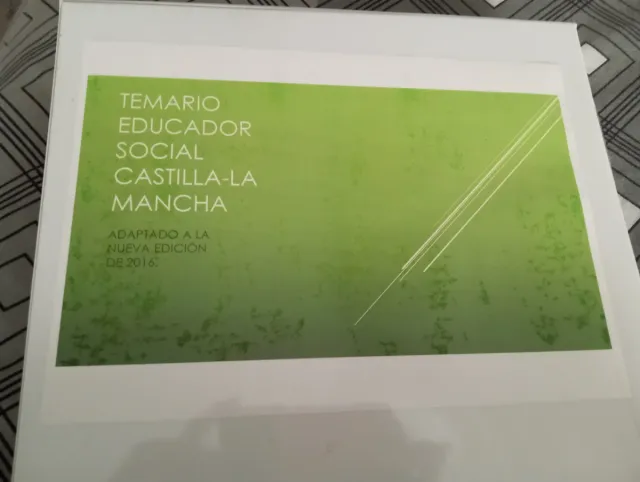 TEMARIO
EDUCADOR
SOCIAL
CASTILLA-LA
MANCHA
ADAPTADO A LA
NUEVA EDICIÓN
DE 2016.